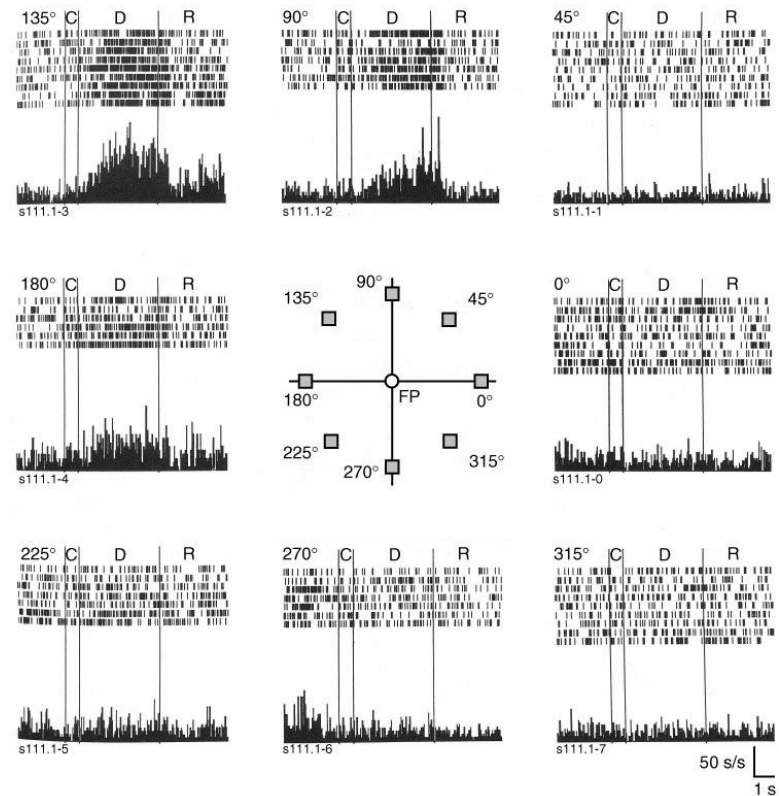 135° C D R
s111.1-3
90° C D R
s111.1-2
45° C D R
s111.1-1
180° C D R
s111.1-4
90°
135° 45°
180° FP 0°
225° 315°
270°
0° C D R
s111.1-0
225° C D R
s111.1-5
270° C D R
s111.1-6
315° C D R
s111.1-7
50 s/s
1 s